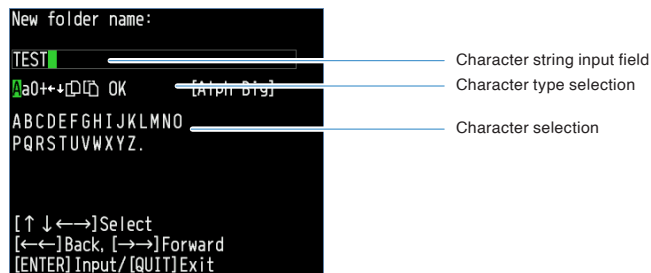 New folder name:
TEST
Character string input field
Aa0+←↓ OK [Alph Big]
Character type selection
ABCDEFGHIJKLMNO
Character selection
PQRSTUVWXYZ.
[↑↓←→]Select
[←←]Back, [→→]Forward
[ENTER]Input/[QUIT]Exit